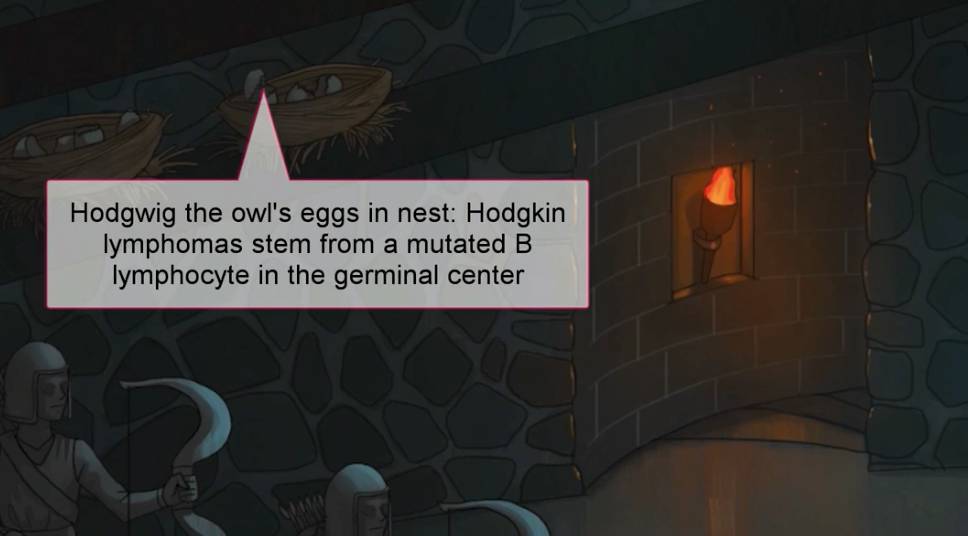 Hodgwig the owl's eggs in nest: Hodgkin
lymphomas stem from a mutated B
lymphocyte in the germinal center